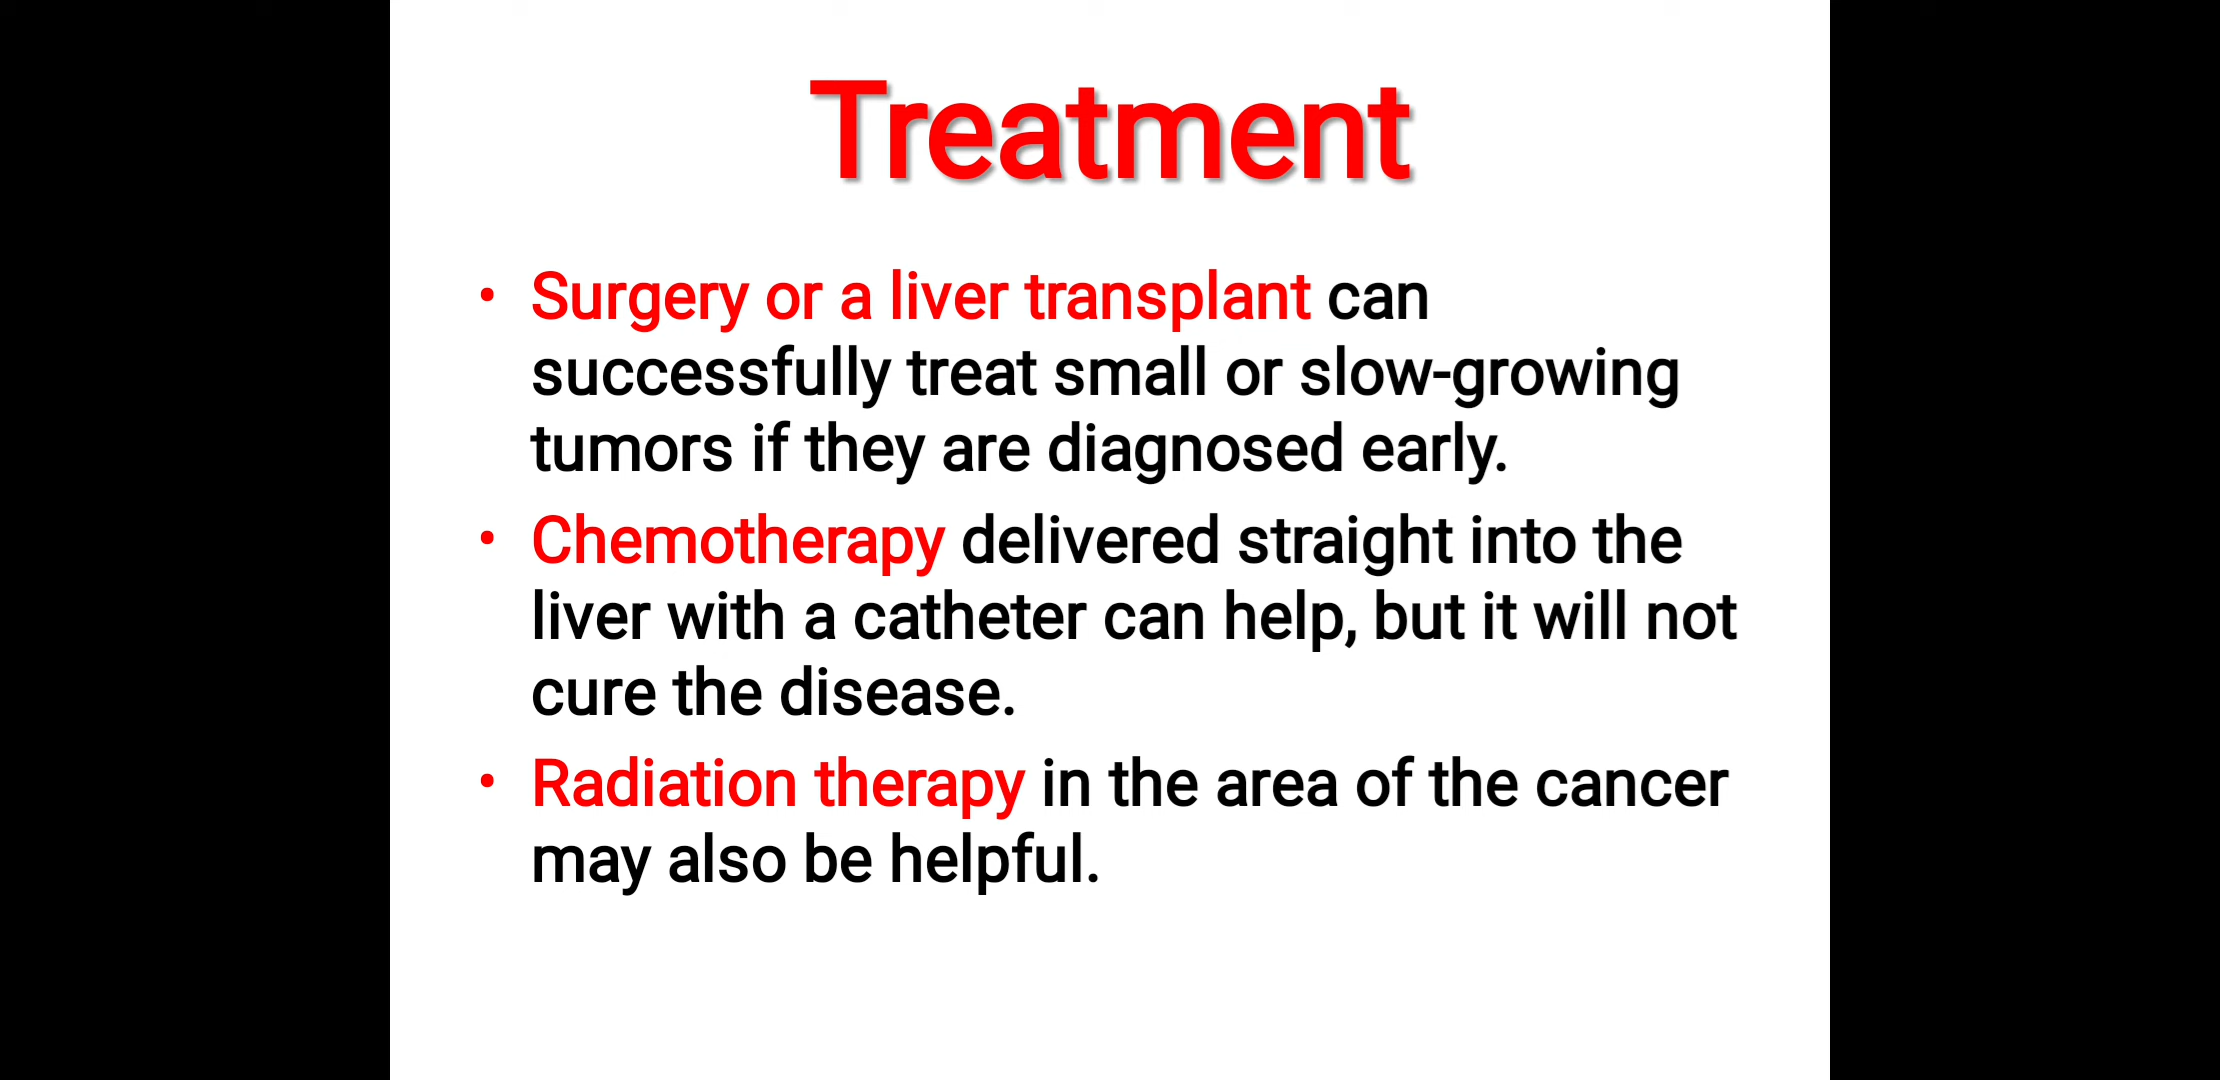 Treatment
• Surgery or a liver transplant can
successfully treat small or slow-growing
tumors if they are diagnosed early.
• Chemotherapy delivered straight into the
liver with a catheter can help, but it will not
cure the disease.
• Radiation therapy in the area of the cancer
may also be helpful.